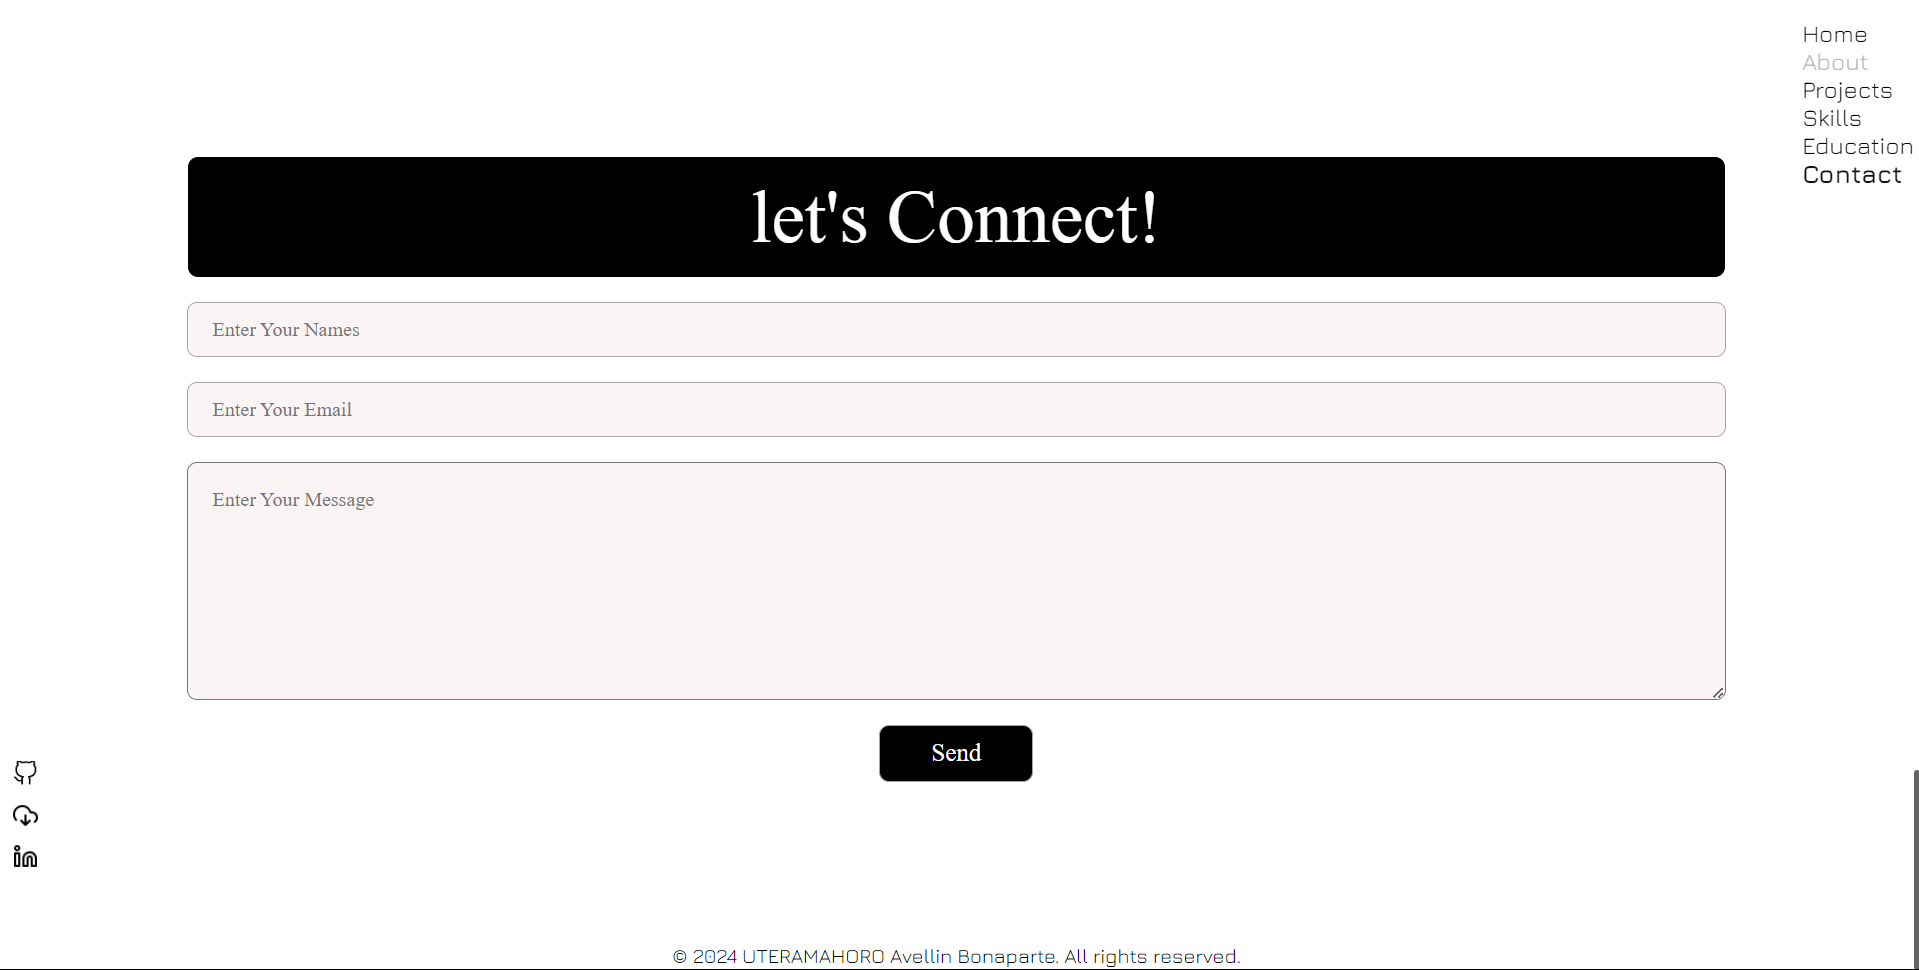 Home
About
Projects
Skills
Education
Contact
let's Connect!
Enter Your Names
Enter Your Email
Enter Your Message
Send
in
© 2024 UTERAMAHORO Avellin Bonaparte. All rights reserved.